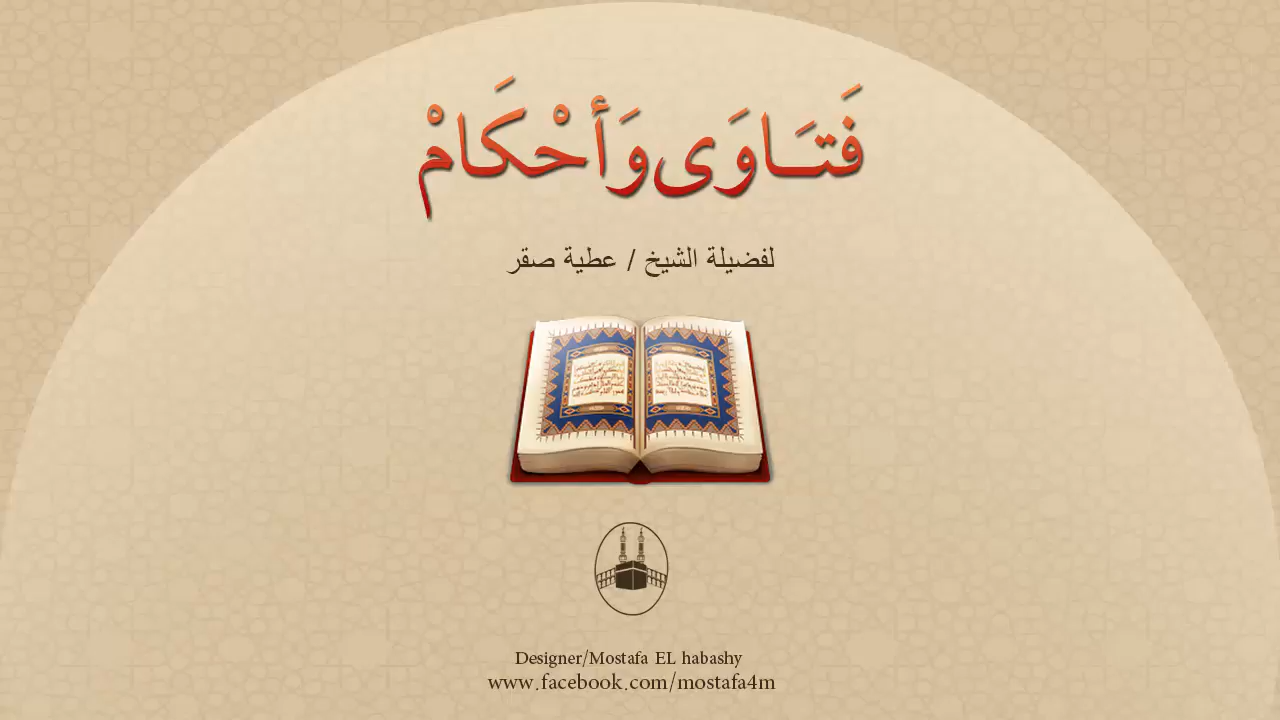 فَتَاوَى وَأَحْكَامْ
لفضيلة الشيخ / عطية صقر
Designer/Mostafa EL habashy
www.facebook.com/mostafa4m